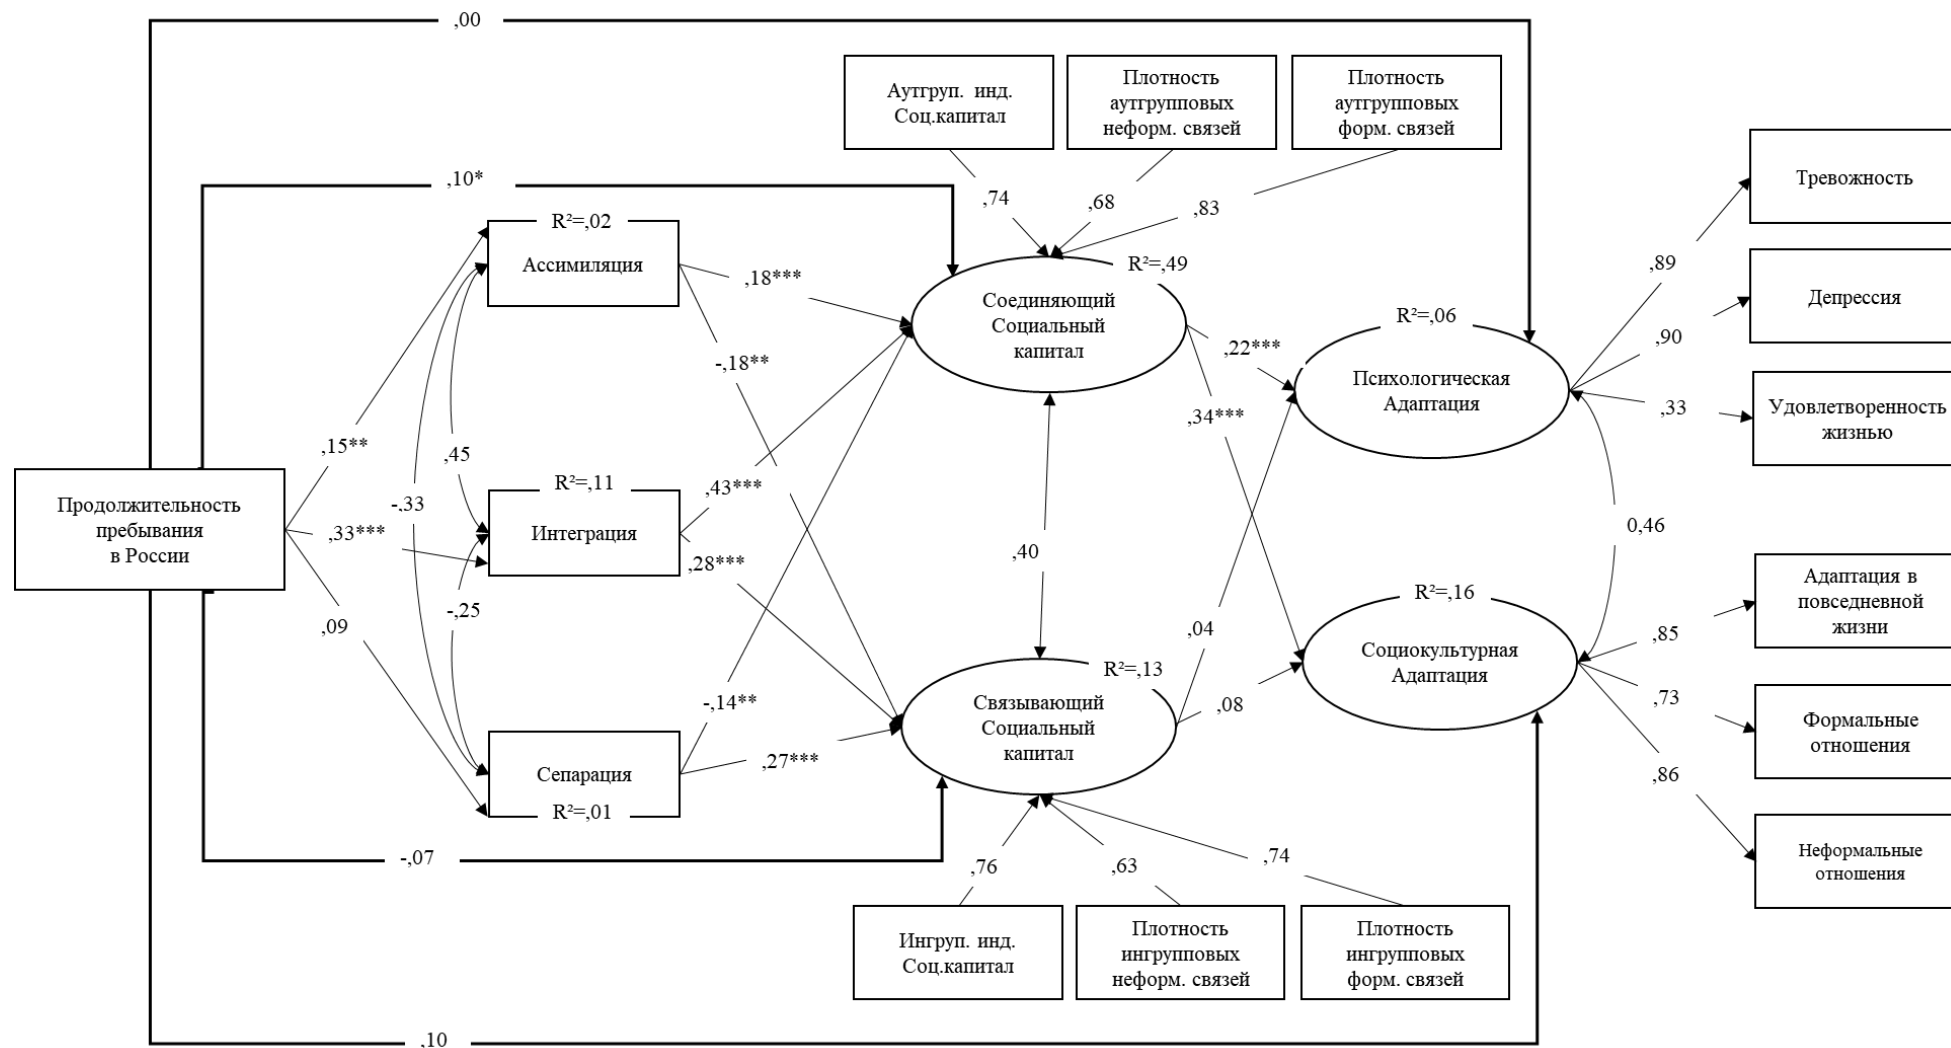 ,00
Аутгруп. инд.
Соц.капитал
Плотность
аутгрупповых
неформ. связей
Плотность
аутгрупповых
форм. связей
Тревожность
,10*
,74
,68
,83
R²=,02
Ассимиляция
,18***
R²=,49
Соединяющий
Социальный
капитал
,89
Депрессия
R²=,06
,22***
,90
-,18**
Психологическая
Адаптация
,33
Удовлетворенность
жизнью
,34***
,15**
,45
Продолжительность
пребывания
в России
-,33
R²=,11
,43***
,33***
Интеграция
,28***
,40
0,46
-,25
,09
,04
R²=,16
Социокультурная
Адаптация
,85
Адаптация в
повседневной
жизни
R²=,13
-,14**
Связывающий
Социальный
капитал
,08
,73
Формальные
отношения
Сепарация
,27***
,86
R²=,01
-,07
,76
,63
,74
Неформальные
отношения
Ингруп. инд.
Соц.капитал
Плотность
ингрупповых
неформ. связей
Плотность
ингрупповых
форм. связей
,10